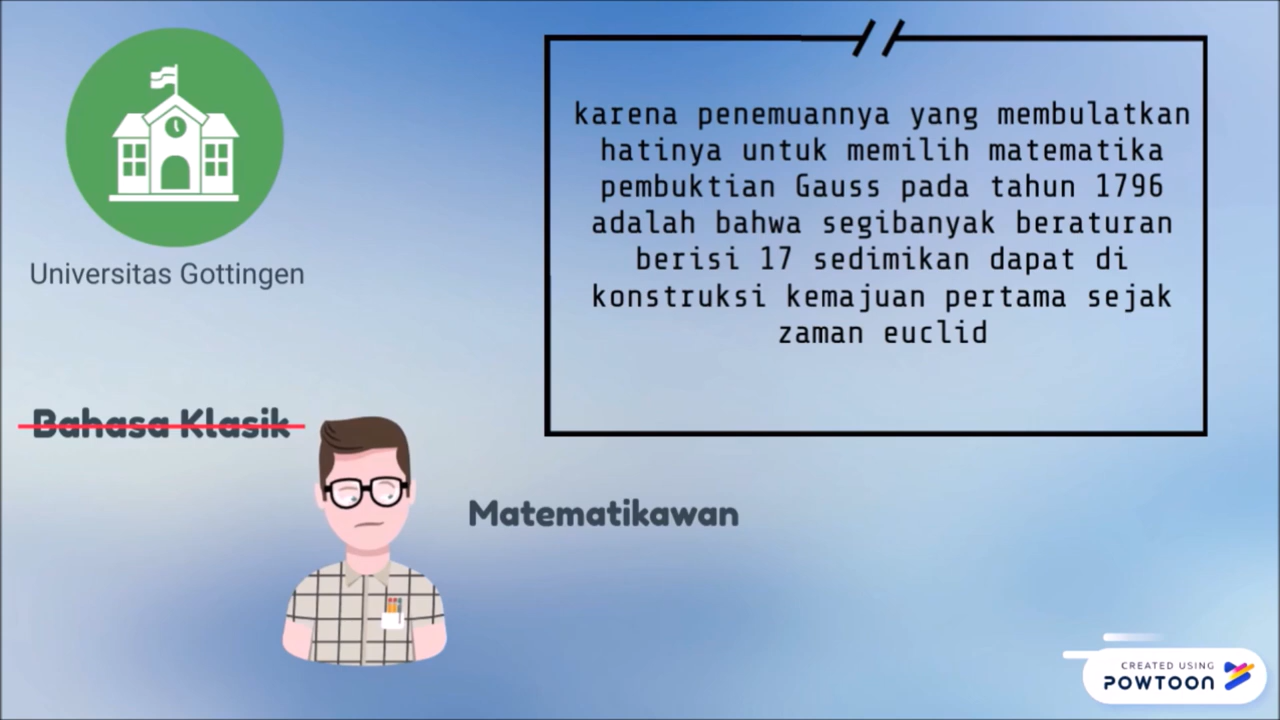 Universitas Gottingen
karena penemuannya yang membulatkan
hatinya untuk memilih matematika
pembuktian Gauss pada tahun 1796
adalah bahwa segibanyak beraturan
berisi 17 sedimikan dapat di
konstruksi kemajuan pertama sejak
zaman euclid
Bahasa Klasik
Matematikawan
CREATED USING
POWTOON